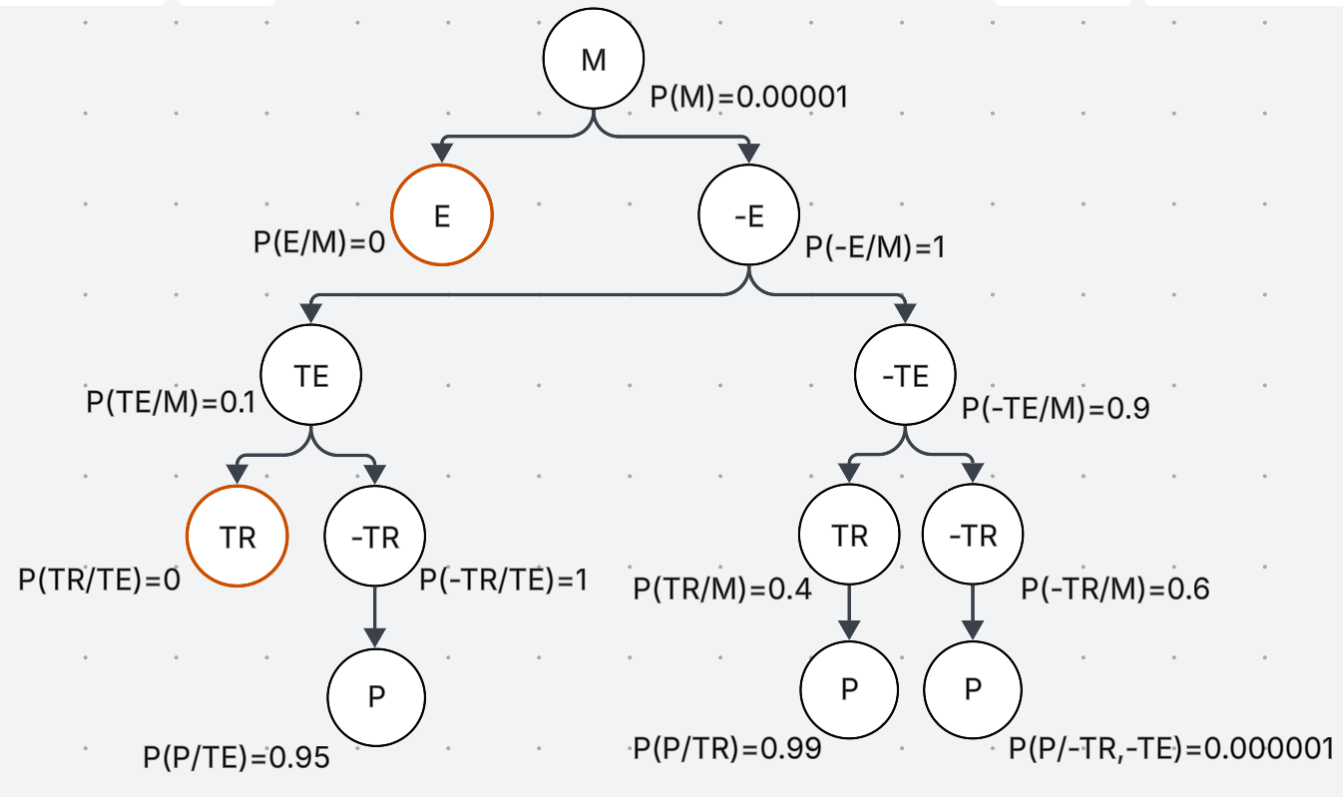 M
P(M)=0.00001
E
-E
P(E/M)=0
P(-E/M)=1
TE
-TE
P(TE/M)=0.1
P(-TE/M)=0.9
TR
-TR
TR
-TR
P(TR/TE)=0
P(-TR/TE)=1
P(TR/M)=0.4
P(-TR/M)=0.6
P
P
P
P(P/TE)=0.95
P(P/TR)=0.99
P(P/-TR,-TE)=0.000001